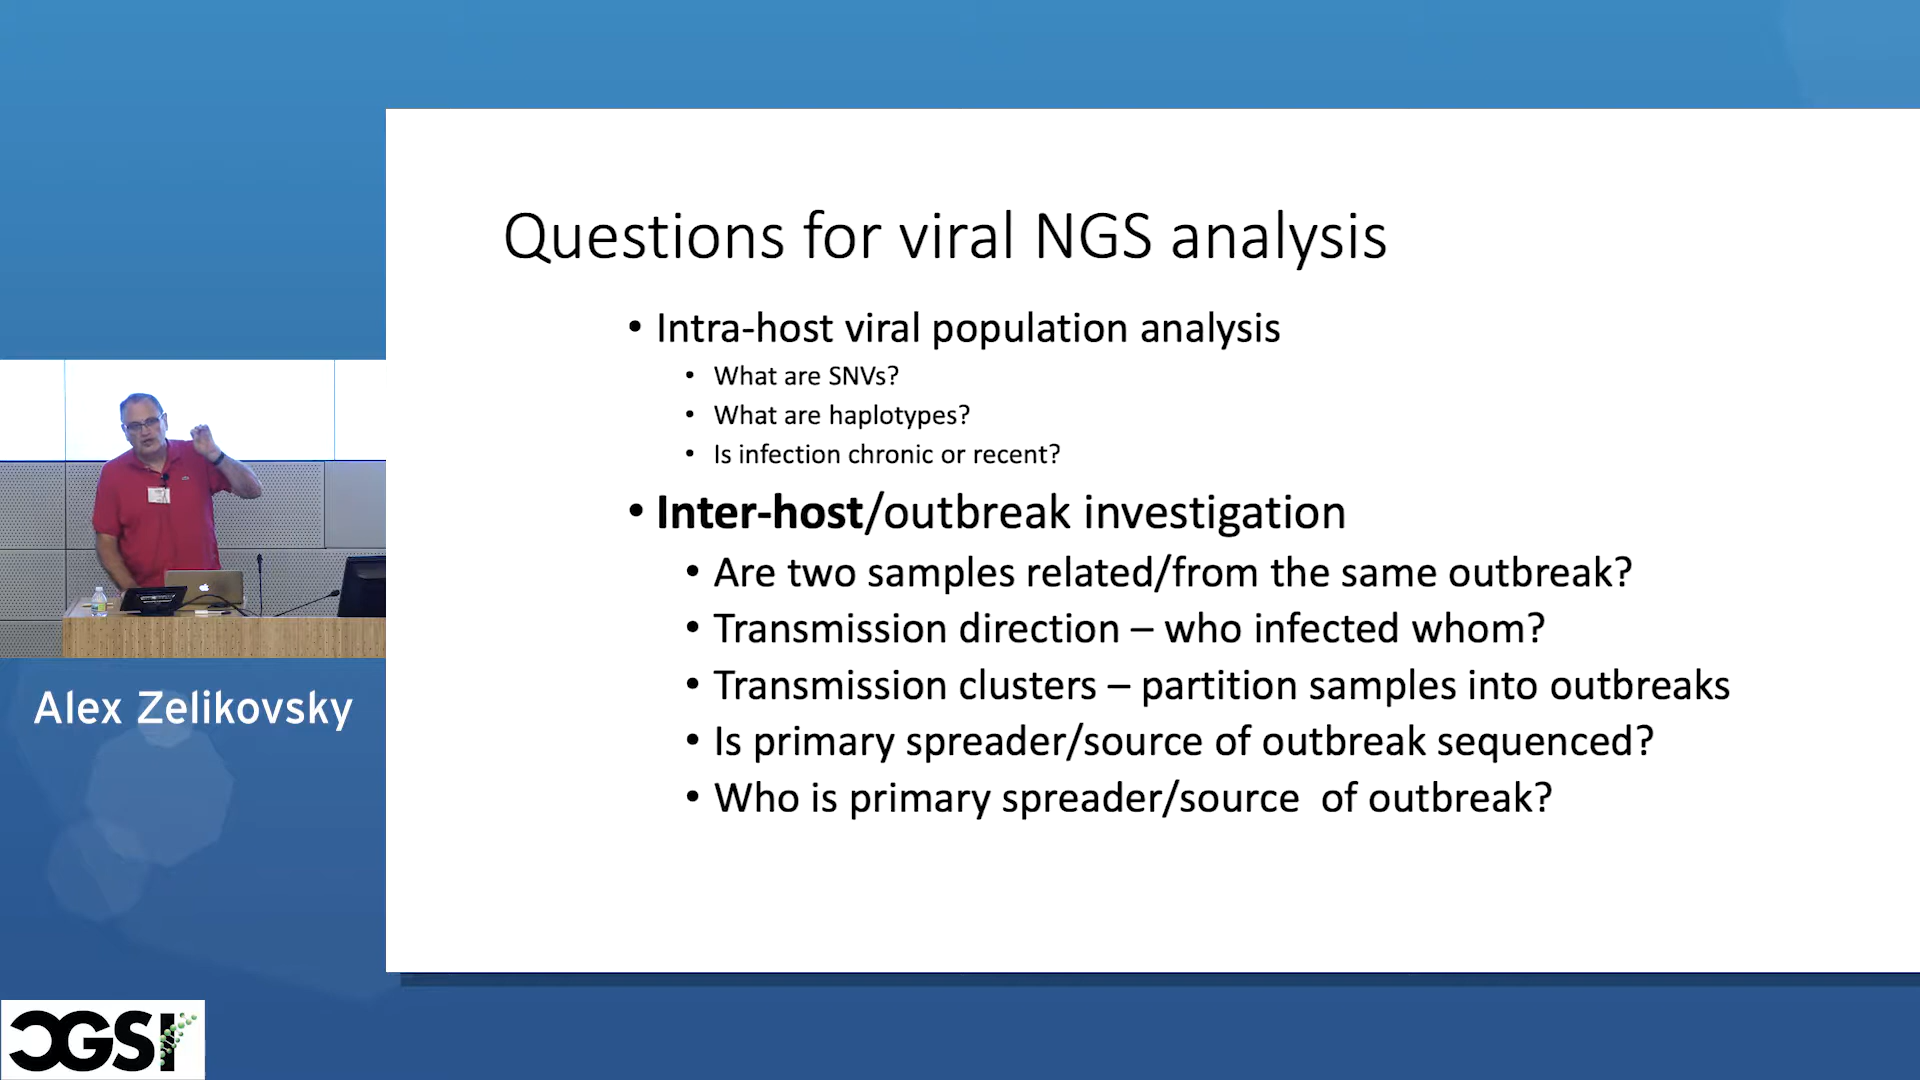 Questions for viral NGS analysis
• Intra-host viral population analysis
• What are SNVs?
• What are haplotypes?
• Is infection chronic or recent?
• Inter-host/outbreak investigation
• Are two samples related/from the same outbreak?
• Transmission direction – who infected whom?
• Transmission clusters – partition samples into outbreaks
• Is primary spreader/source of outbreak sequenced?
• Who is primary spreader/source  of outbreak?
Alex Zelikovsky
CGSI